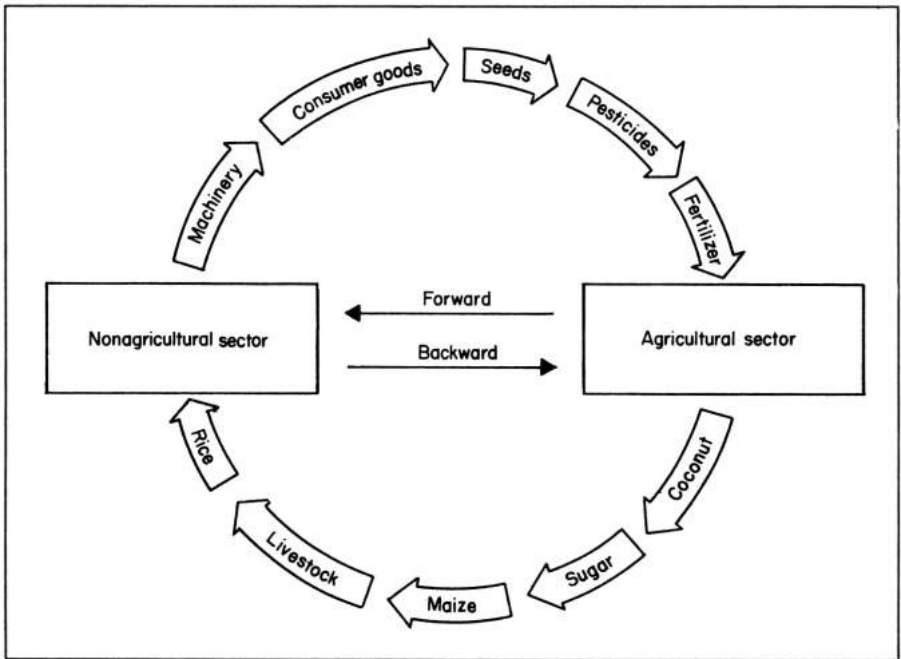 Consumer goods
Seeds
Pesticides
Machinery
Fertilizer
Nonagricultural sector
Forward
Backward
Agricultural sector
Rice
Coconut
Livestock
Sugar
Maize